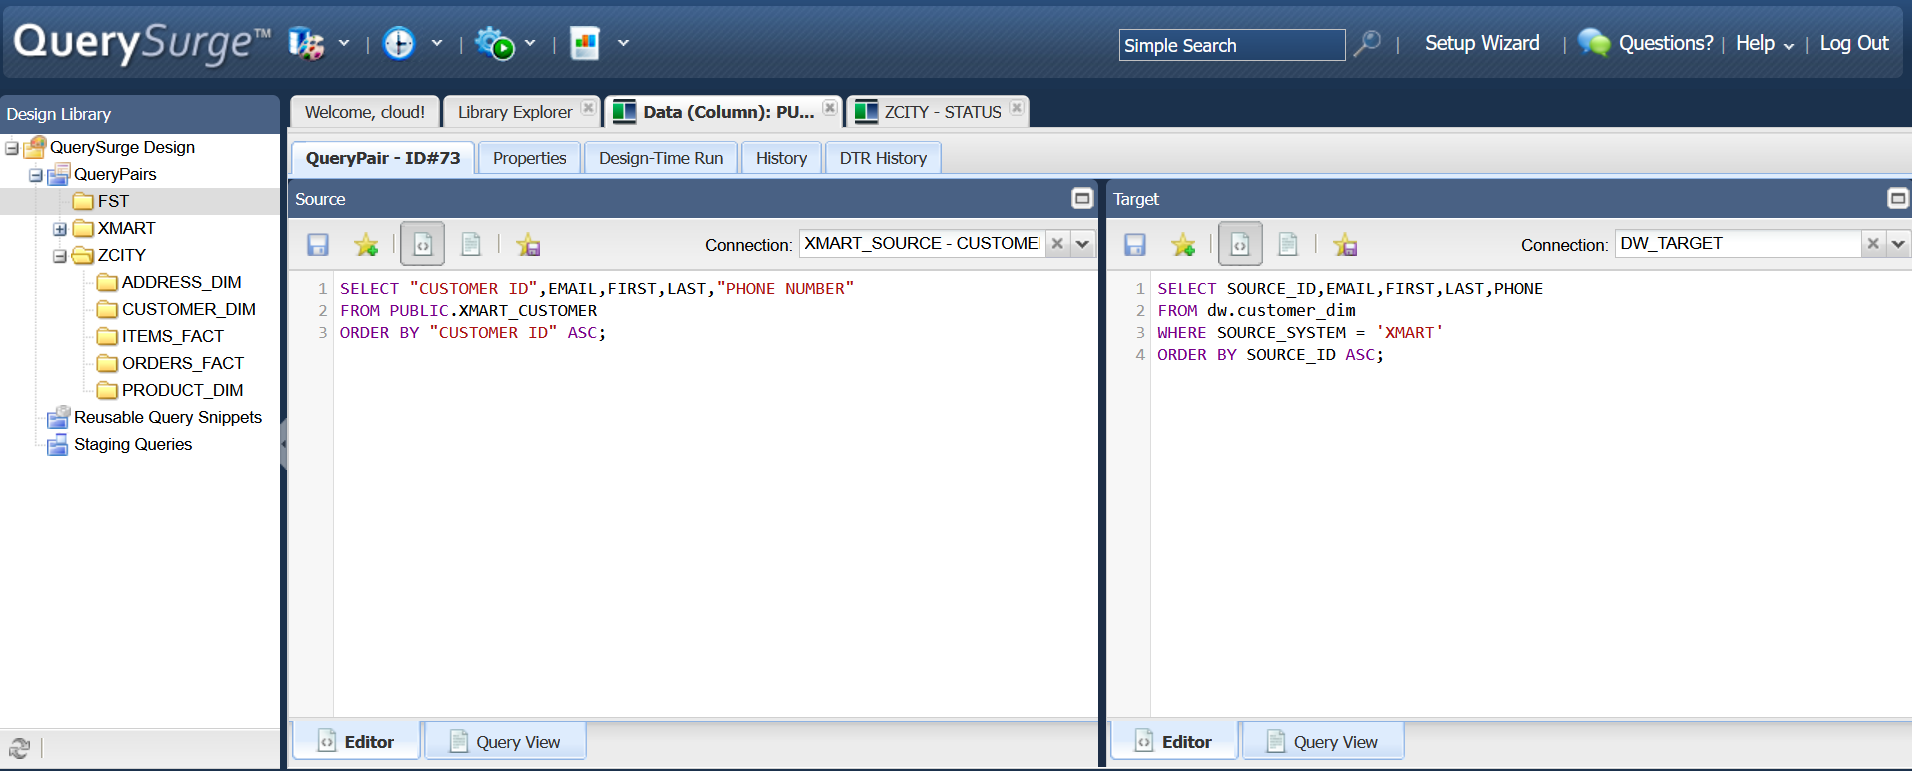 QuerySurge™
Simple Search
Setup Wizard
Questions?
Help
Log Out
Design Library
QuerySurge Design
QueryPairs
FST
XMART
ZCITY
ADDRESS_DIM
CUSTOMER_DIM
ITEMS_FACT
ORDERS_FACT
PRODUCT_DIM
Reusable Query Snippets
Staging Queries
Welcome, cloud!
Library Explorer
Data (Column): PU...
ZCITY - STATUS
QueryPair - ID#73
Properties
Design-Time Run
History
DTR History
Source
Connection: XMART_SOURCE - CUSTOME
1 SELECT "CUSTOMER ID",EMAIL,FIRST,LAST,"PHONE NUMBER"
2 FROM PUBLIC.XMART_CUSTOMER
3 ORDER BY "CUSTOMER ID" ASC;
Editor
Query View
Target
Connection: DW_TARGET
1 SELECT SOURCE_ID,EMAIL,FIRST,LAST,PHONE
2 FROM dw.customer_dim
3 WHERE SOURCE_SYSTEM = 'XMART'
4 ORDER BY SOURCE_ID ASC;
Editor
Query View